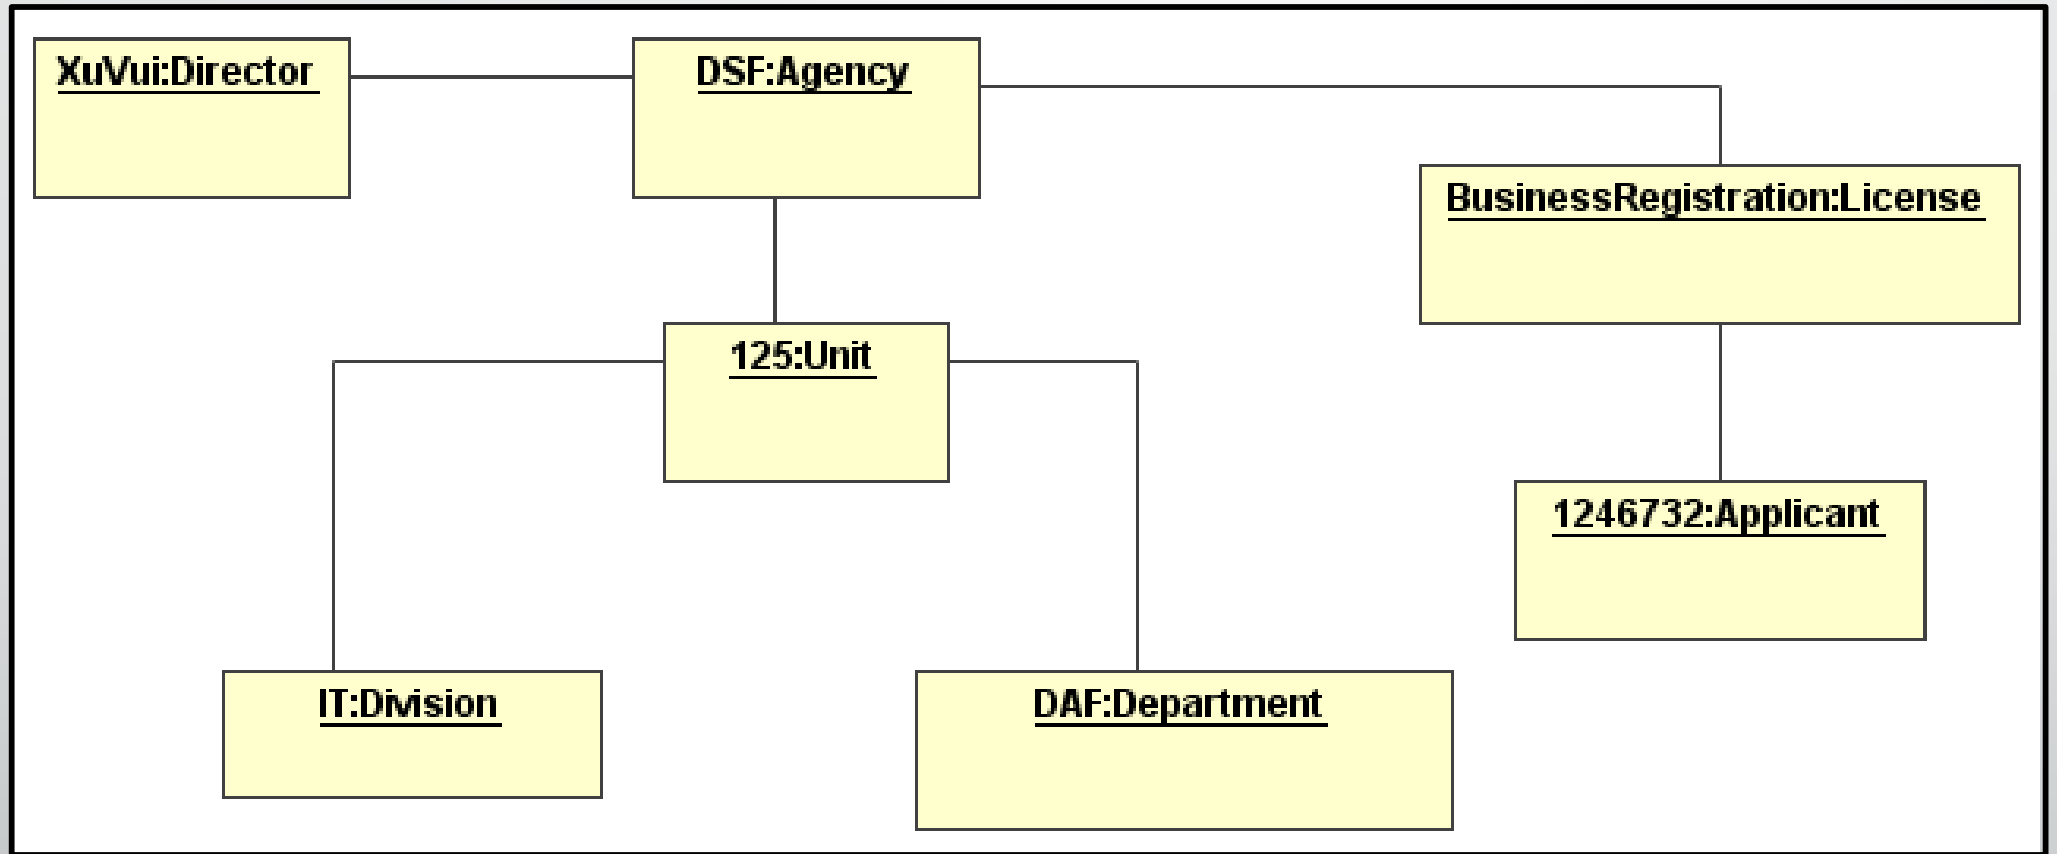 XuVui:Director
DSF:Agency
BusinessRegistration:License
125:Unit
1246732:Applicant
IT:Division
DAF:Department